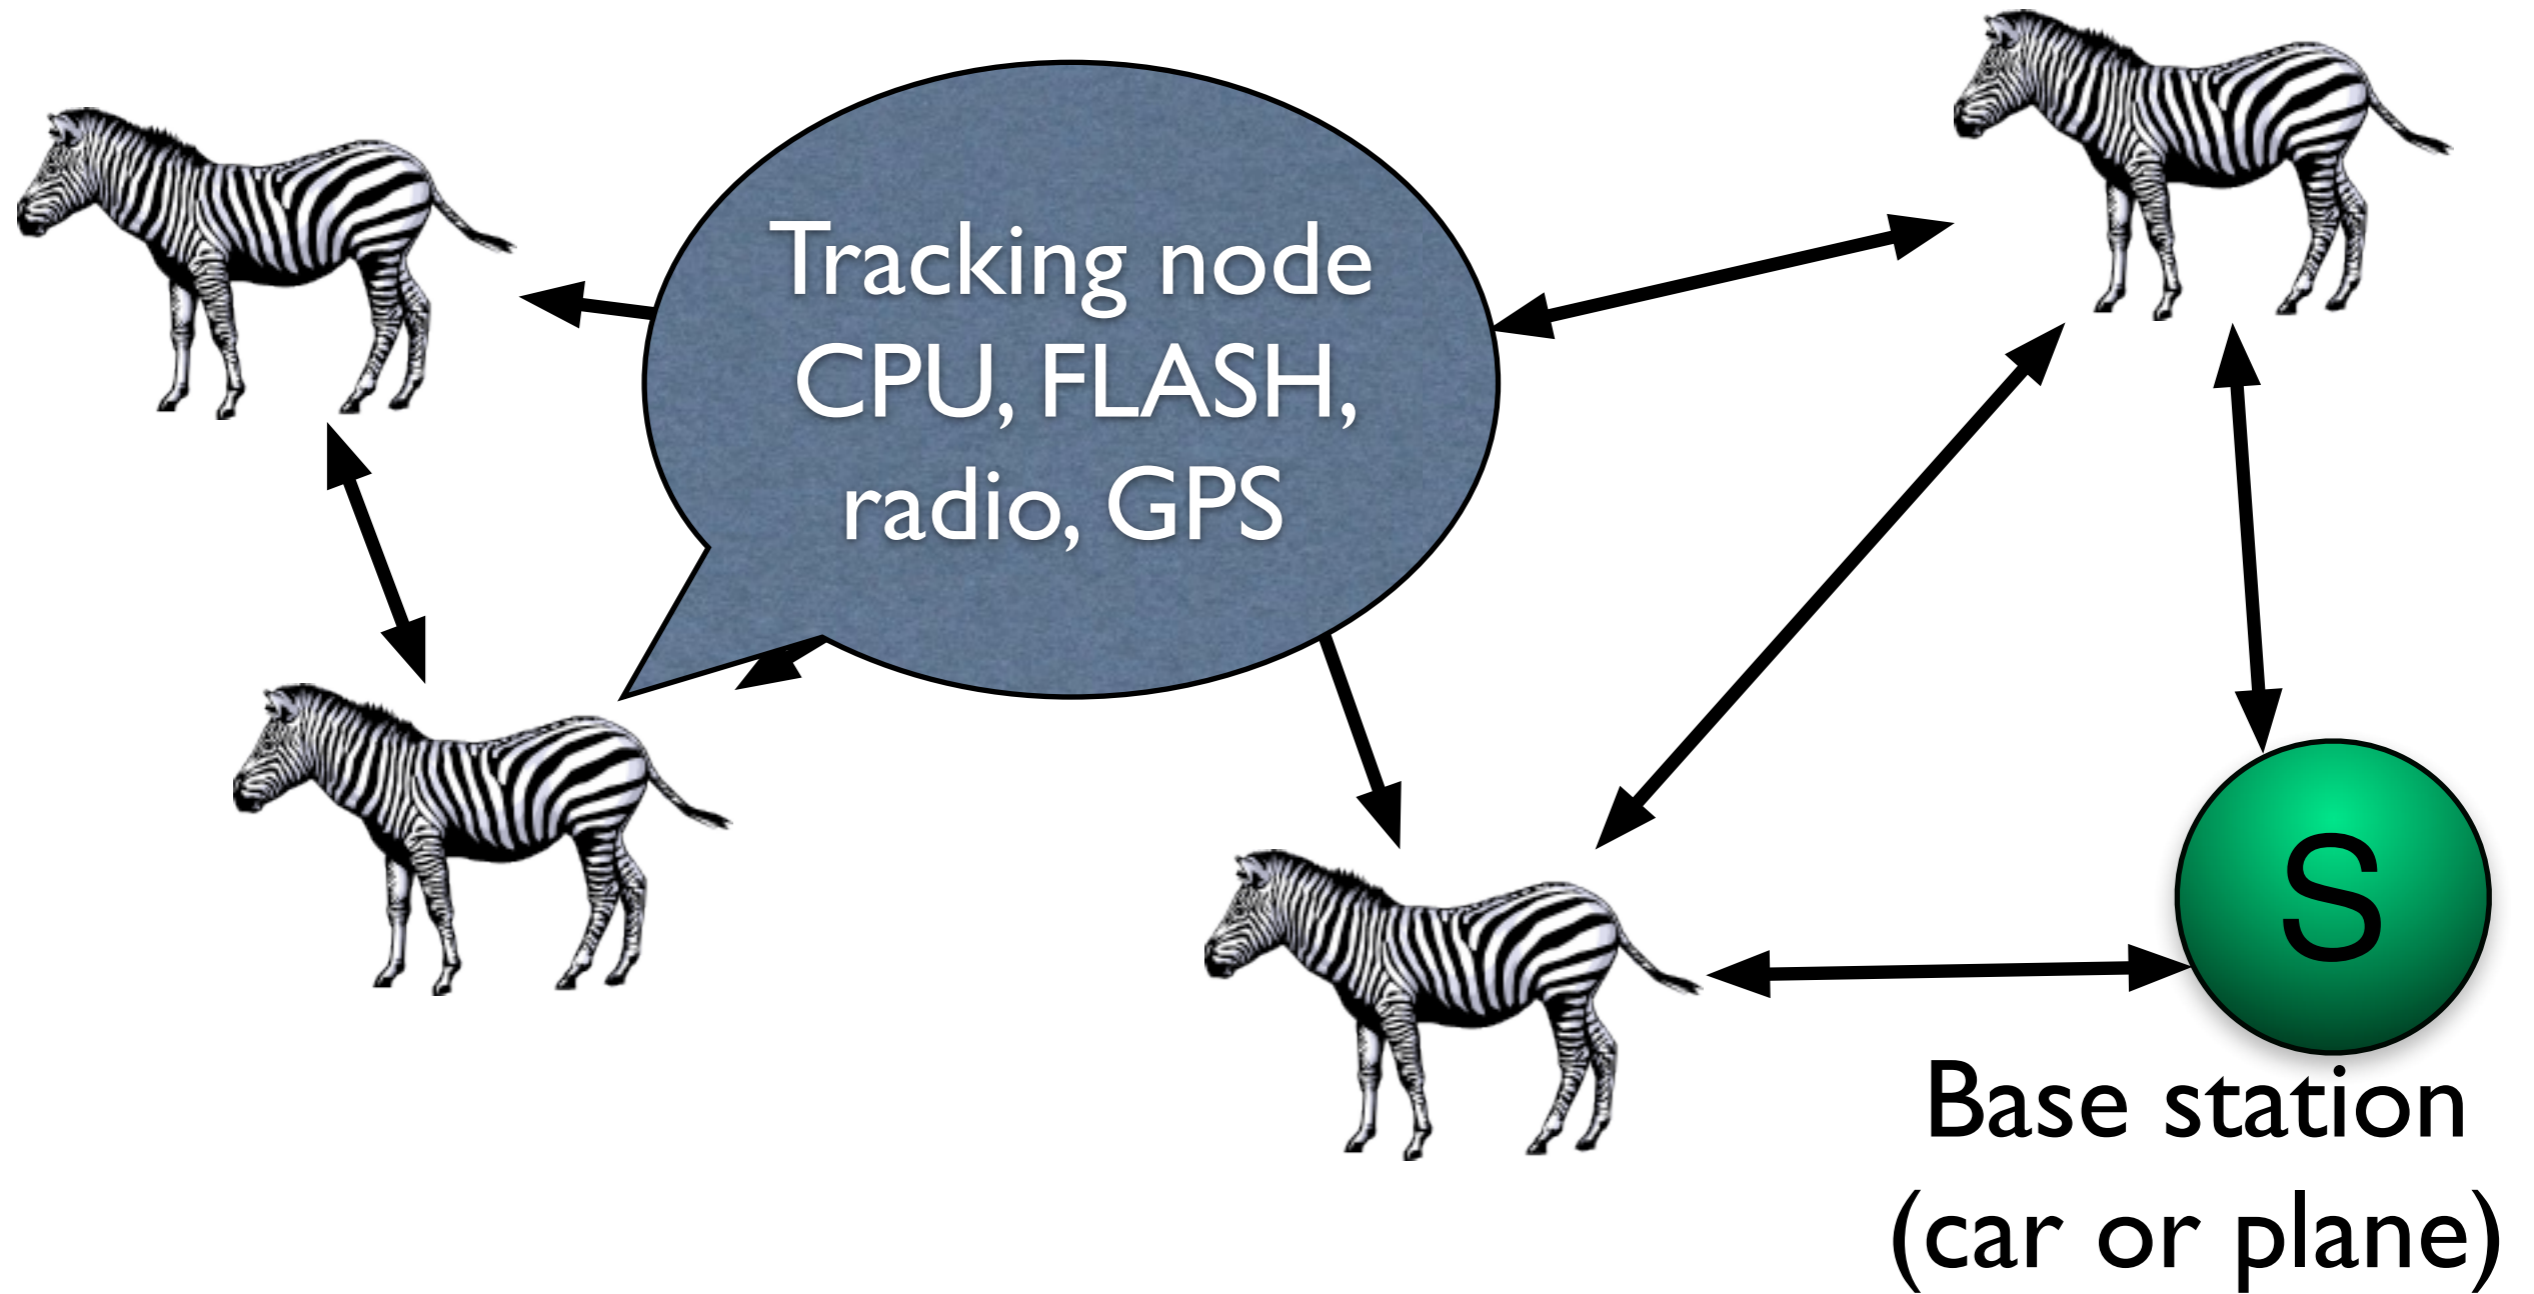 Tracking node
CPU, FLASH,
radio, GPS
S
Base station
(car or plane)